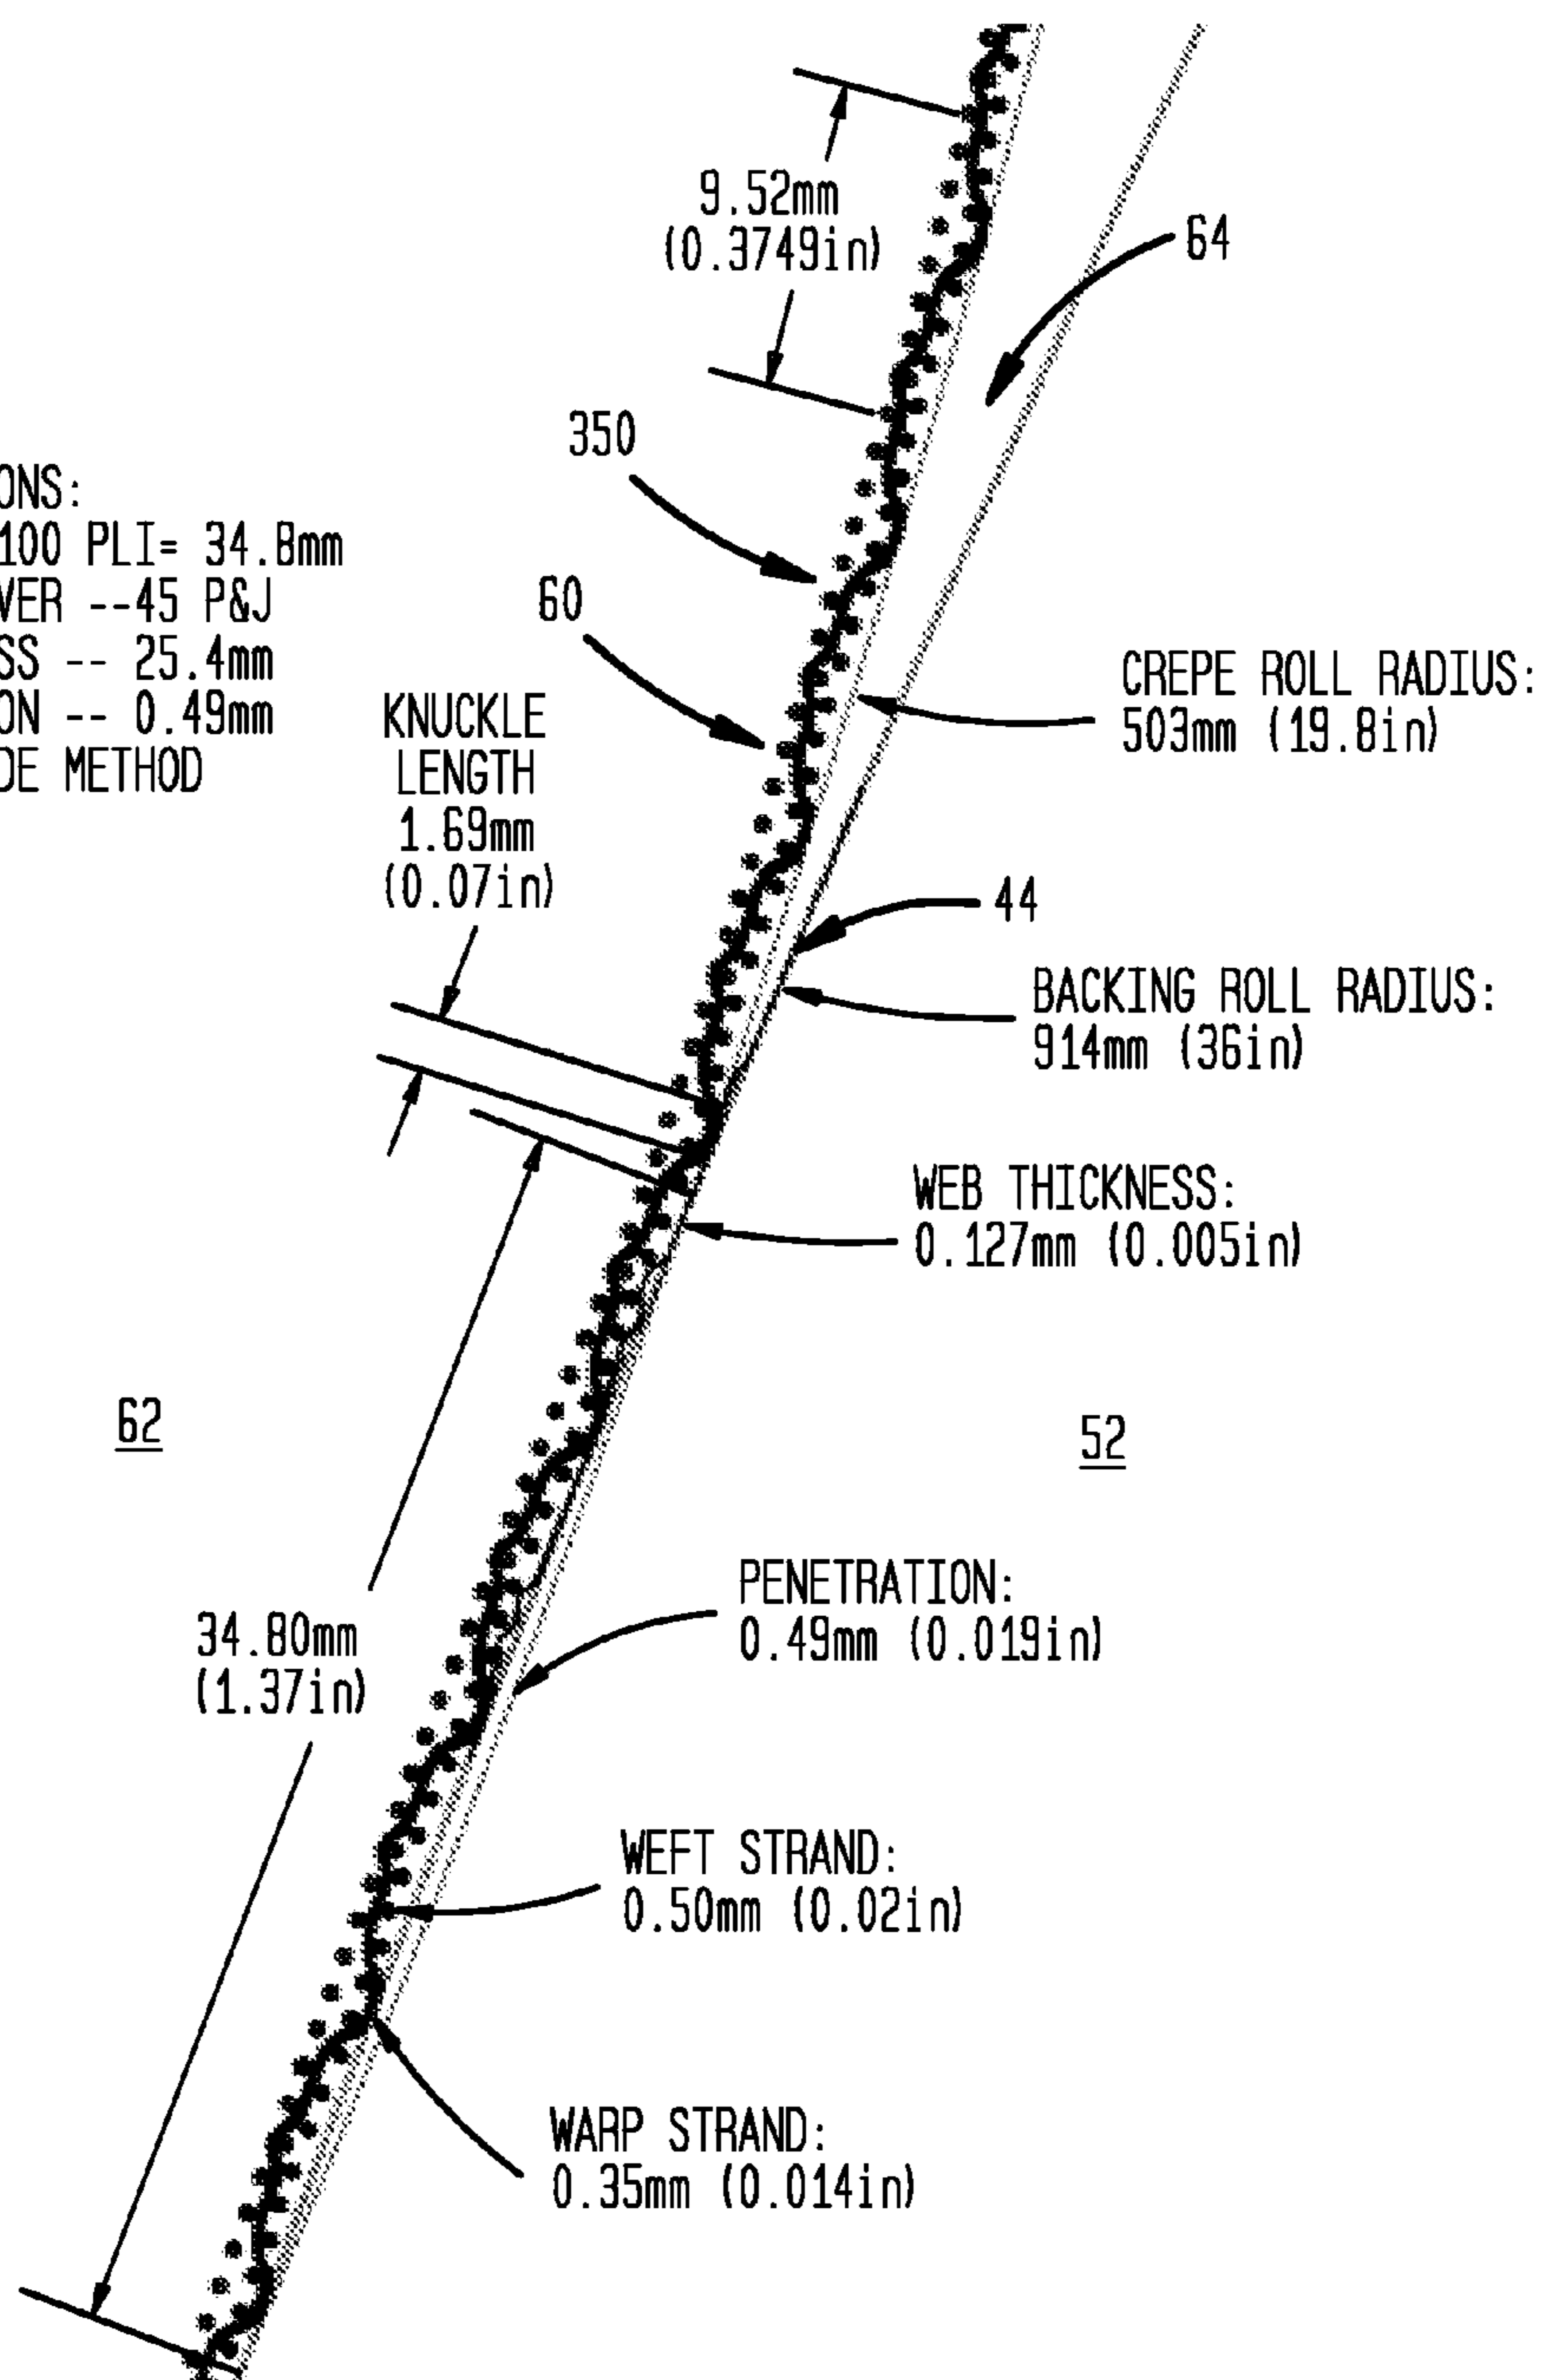 9.52mm
(0.3749in)
64
350
ONS:
100 PLI= 34.8mm
VER --45 P&J
SS -- 25.4mm
ON -- 0.49mm
DE METHOD
60
KNUCKLE
LENGTH
1.69mm
(0.07in)
CREPE ROLL RADIUS:
503mm (19.8in)
44
BACKING ROLL RADIUS:
914mm (36in)
WEB THICKNESS:
0.127mm (0.005in)
62
52
PENETRATION:
0.49mm (0.019in)
34.80mm
(1.37in)
WEFT STRAND:
0.50mm (0.02in)
WARP STRAND:
0.35mm (0.014in)